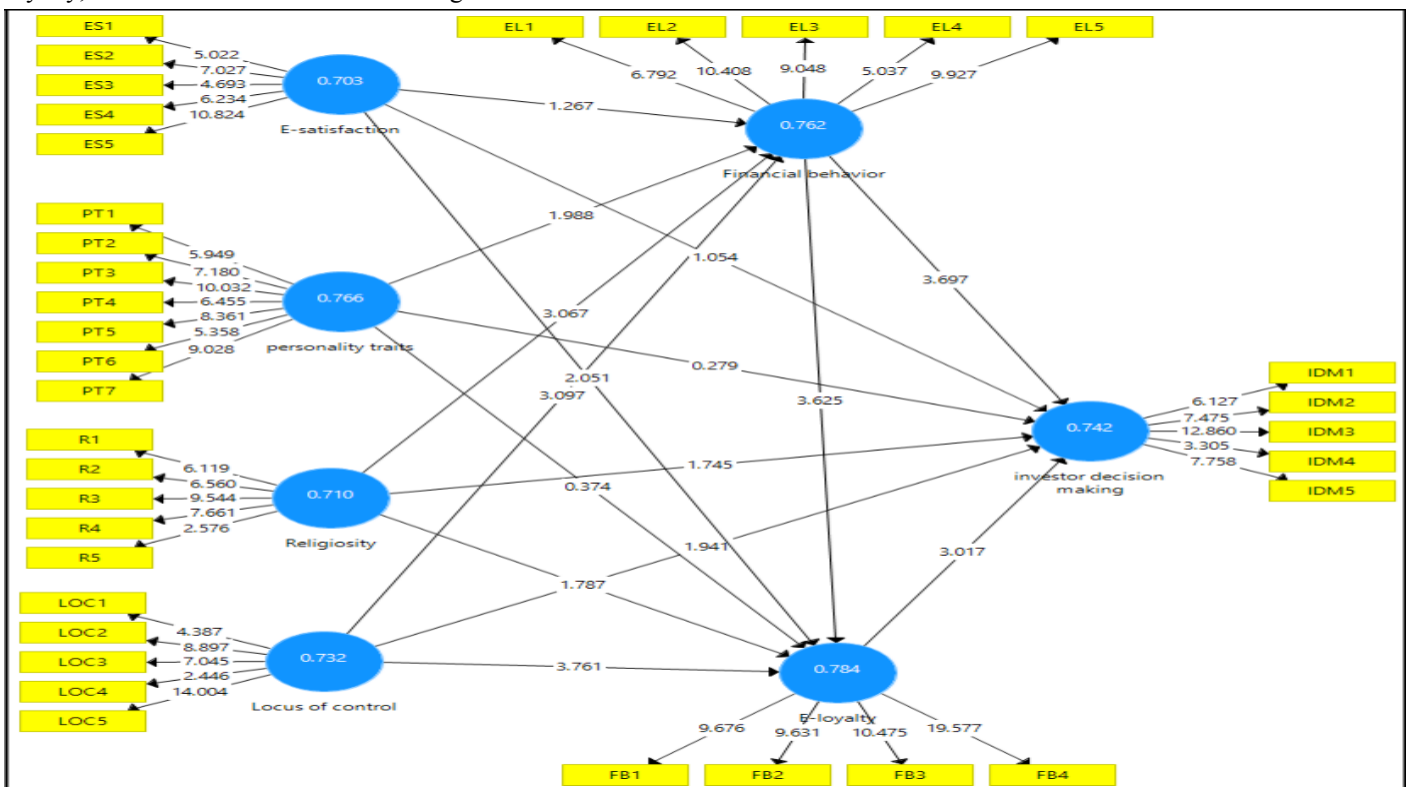 ES1
ES2
ES3
ES4
ES5
5.022
7.027
4.693
6.234
10.824
0.703
E-satisfaction
EL1
EL2
EL3
EL4
EL5
6.792
10.408
9.048
5.037
9.927
0.762
Financial behavior
1.267
PT1
PT2
PT3
PT4
PT5
PT6
PT7
5.949
7.180
10.032
6.455
8.361
5.358
9.028
0.766
personality traits
1.988
1.054
3.697
3.067
0.279
2.051
3.097
3.625
R1
R2
R3
R4
R5
6.119
6.560
9.544
7.661
2.576
0.710
Religiosity
1.745
0.374
0.742
investor decision
making
6.127
7.475
12.860
3.305
7.758
IDM1
IDM2
IDM3
IDM4
IDM5
1.941
3.017
1.787
LOC1
LOC2
LOC3
LOC4
LOC5
4.387
8.897
7.045
2.446
14.004
0.732
Locus of control
3.761
0.784
E-loyalty
9.676
9.631
10.475
19.577
FB1
FB2
FB3
FB4